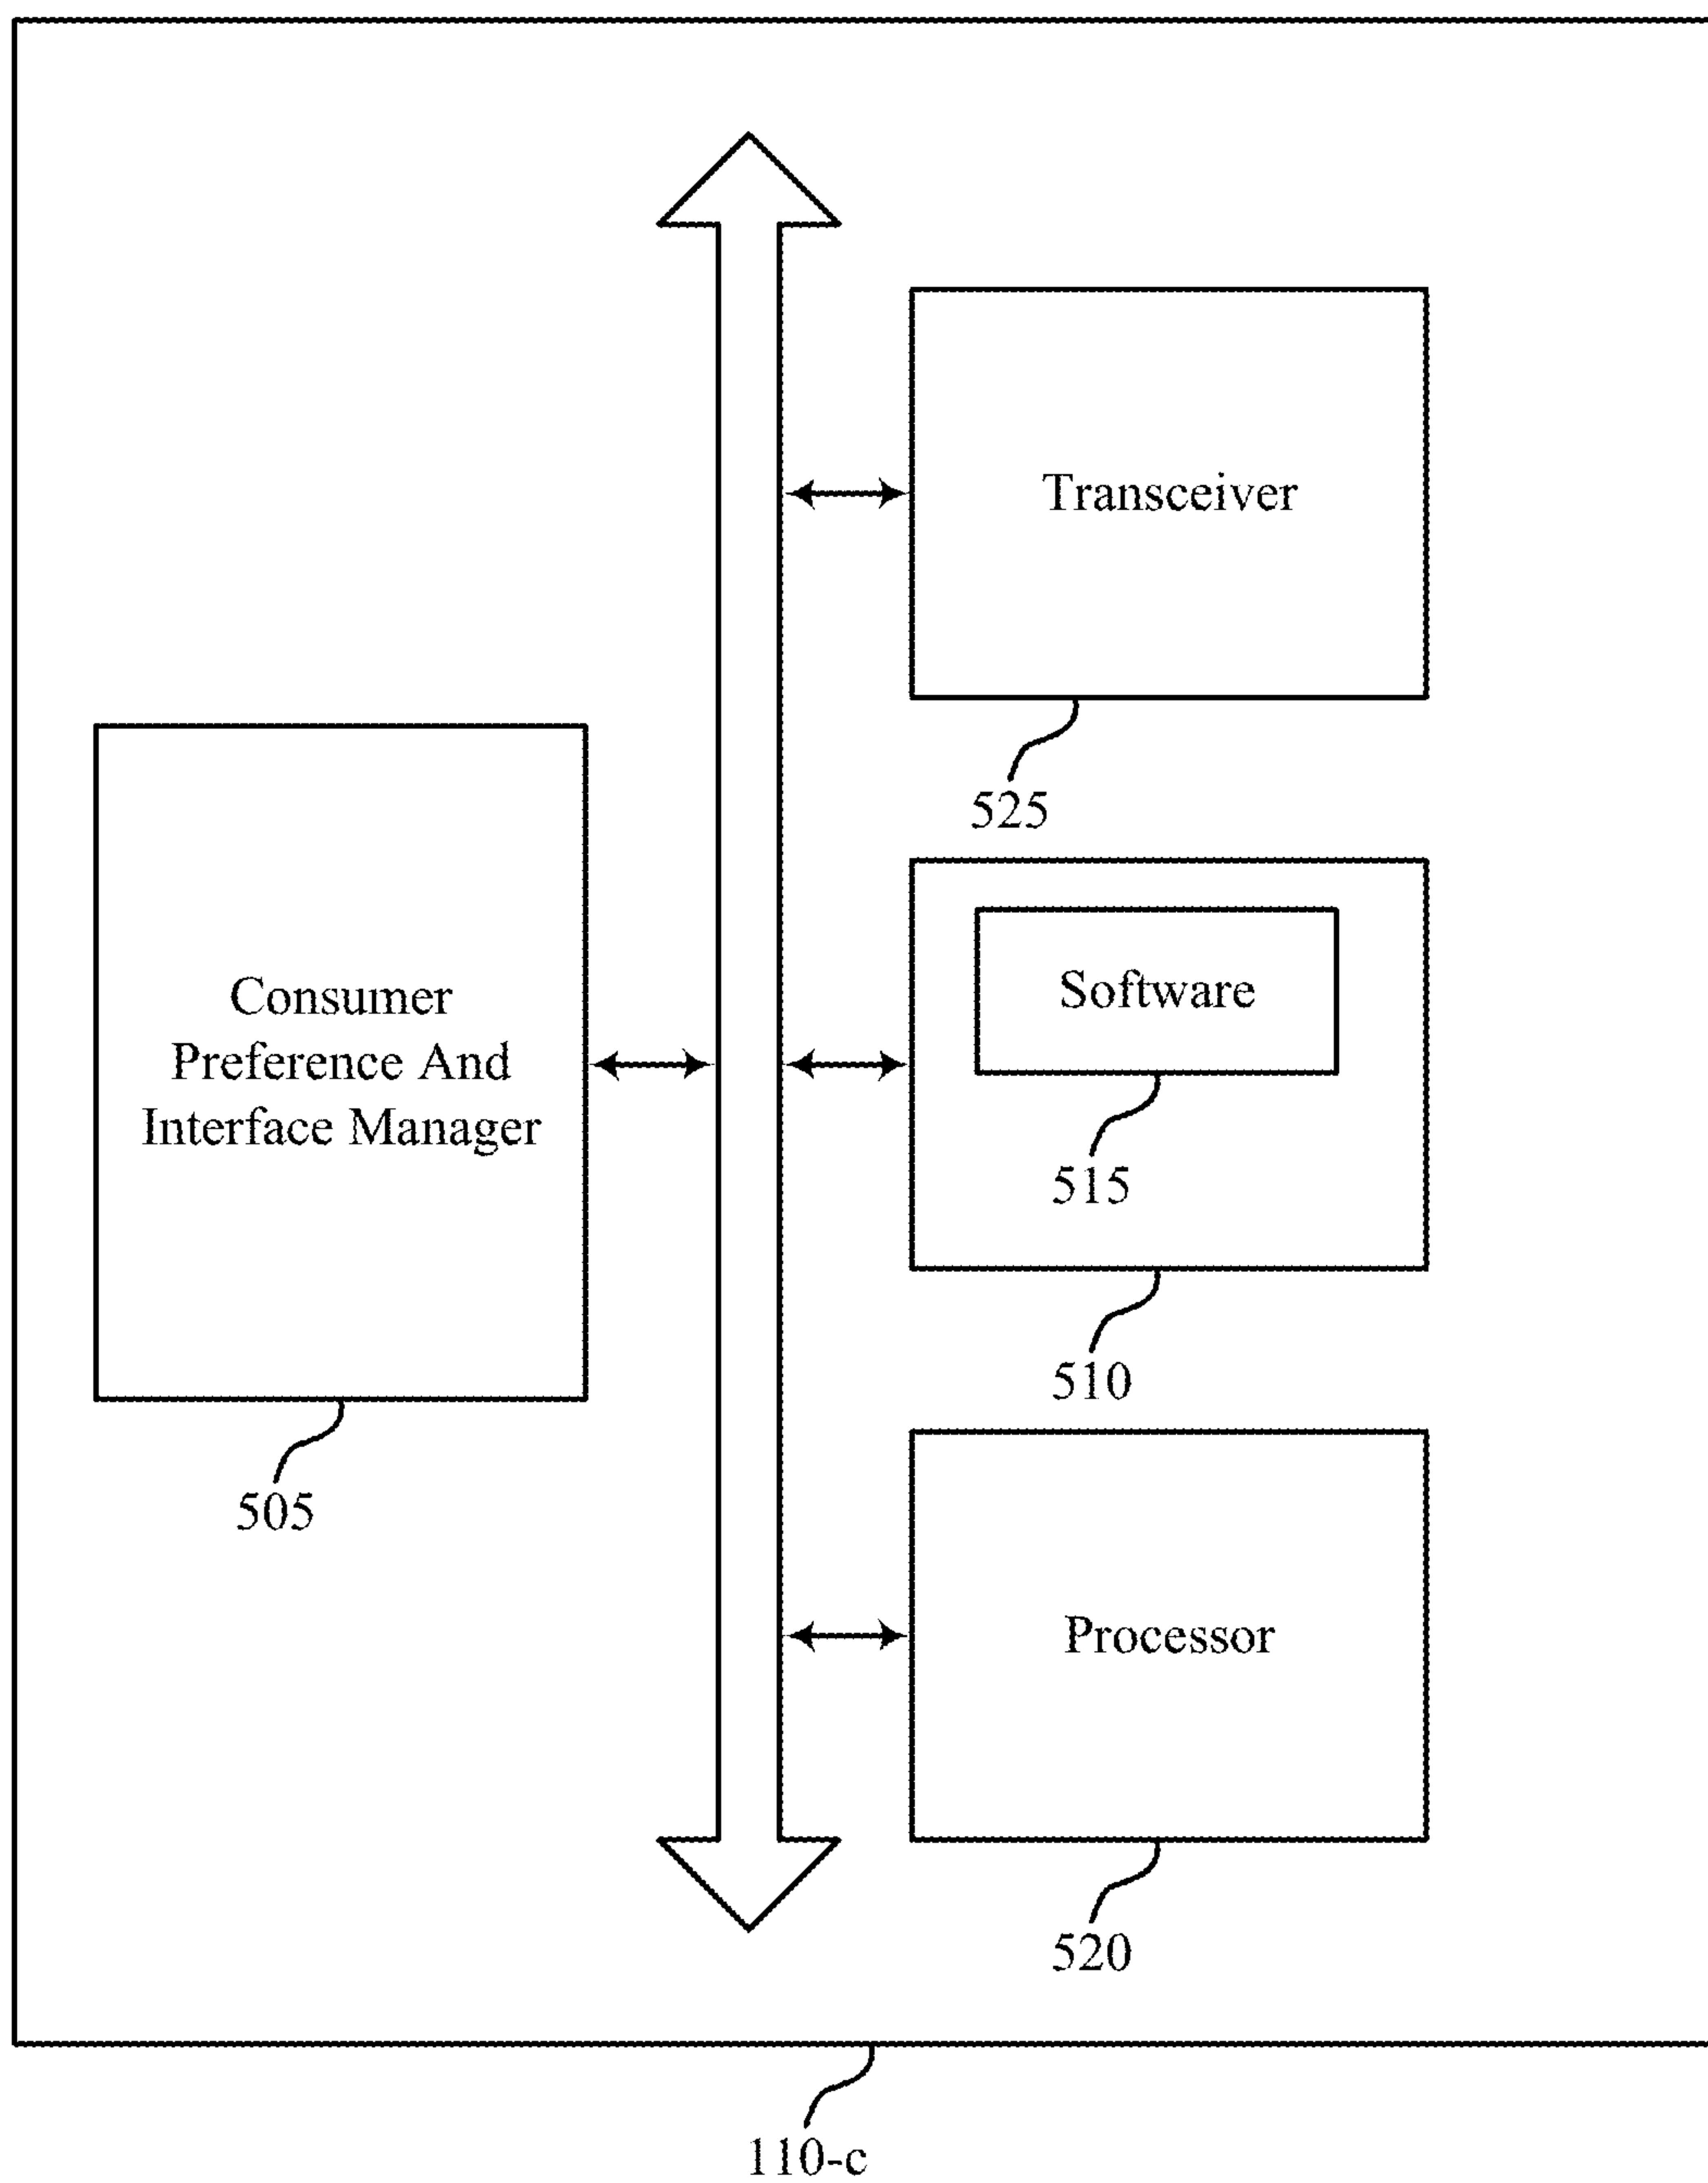 Transceiver
525
Consumer
Preference And
Interface Manager
505
Software
515
510
Processor
520
110-c